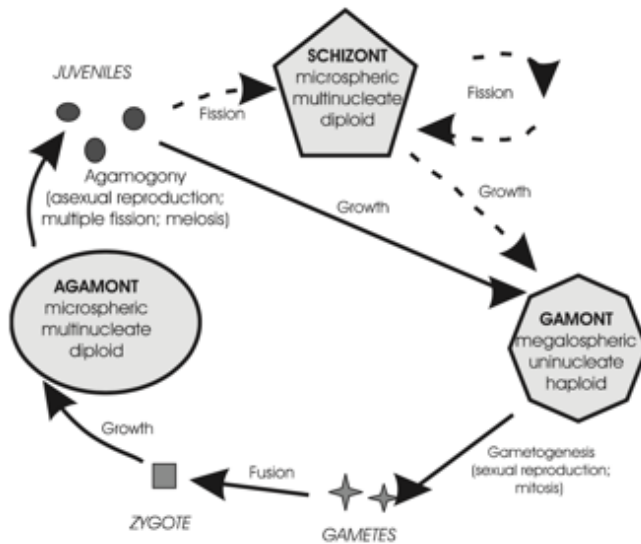 JUVENILES
SCHIZONT
microspheric
multinucleate
diploid
Fission
Fission
Agamogony
(asexual reproduction;
multiple fission; meiosis)
Growth
Growth
AGAMONT
microspheric
multinucleate
diploid
GAMONT
megalospheric
uninucleate
haploid
Growth
Fusion
Gametogenesis
(sexual reproduction;
mitosis)
ZYGOTE
GAMETES